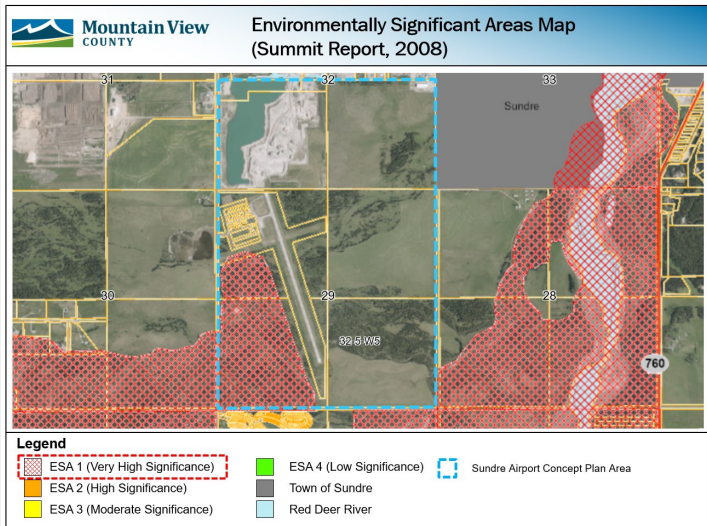 Mountain View
COUNTY
Environmentally Significant Areas Map
(Summit Report, 2008)
31
32
33
Sundre
30
29
28
32-5-W5
760
Legend
ESA 1 (Very High Significance)
ESA 2 (High Significance)
ESA 3 (Moderate Significance)
ESA 4 (Low Significance)
Town of Sundre
Red Deer River
Sundre Airport Concept Plan Area